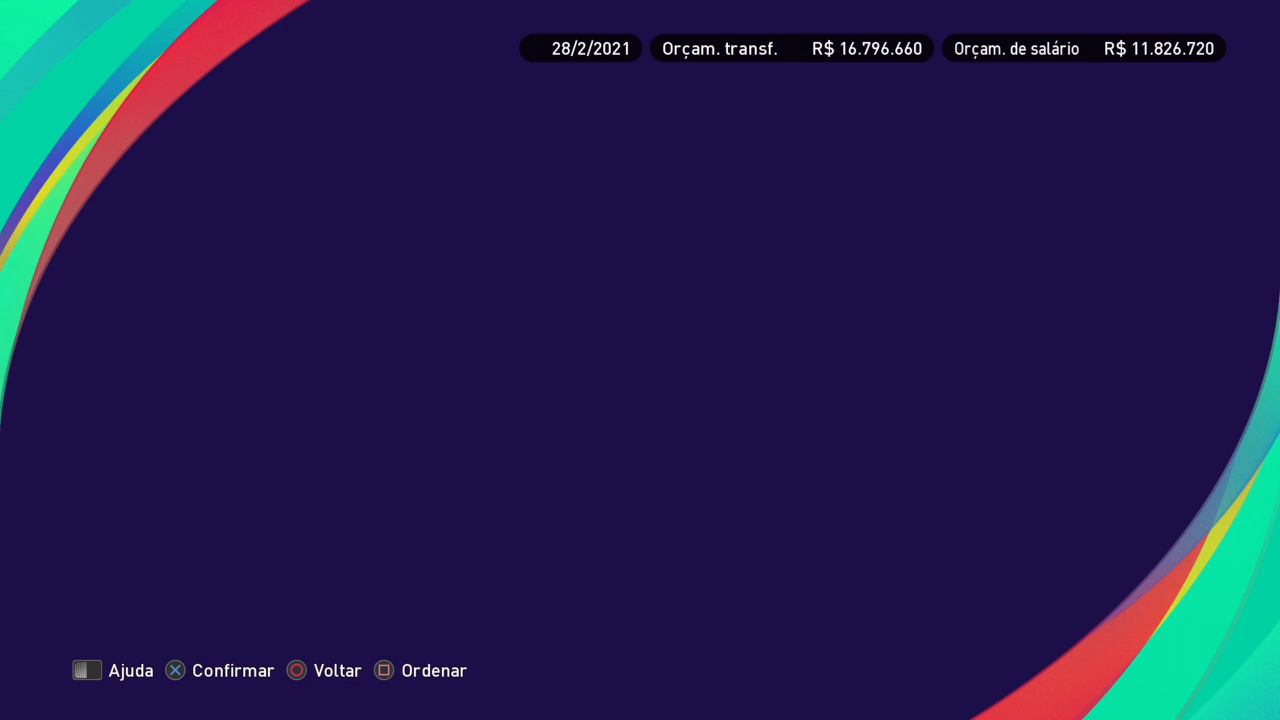 28/2/2021 Orçam. transf. R$ 16.796.660 Orçam. de salário R$ 11.826.720
Ajuda Confirmar Voltar Ordenar